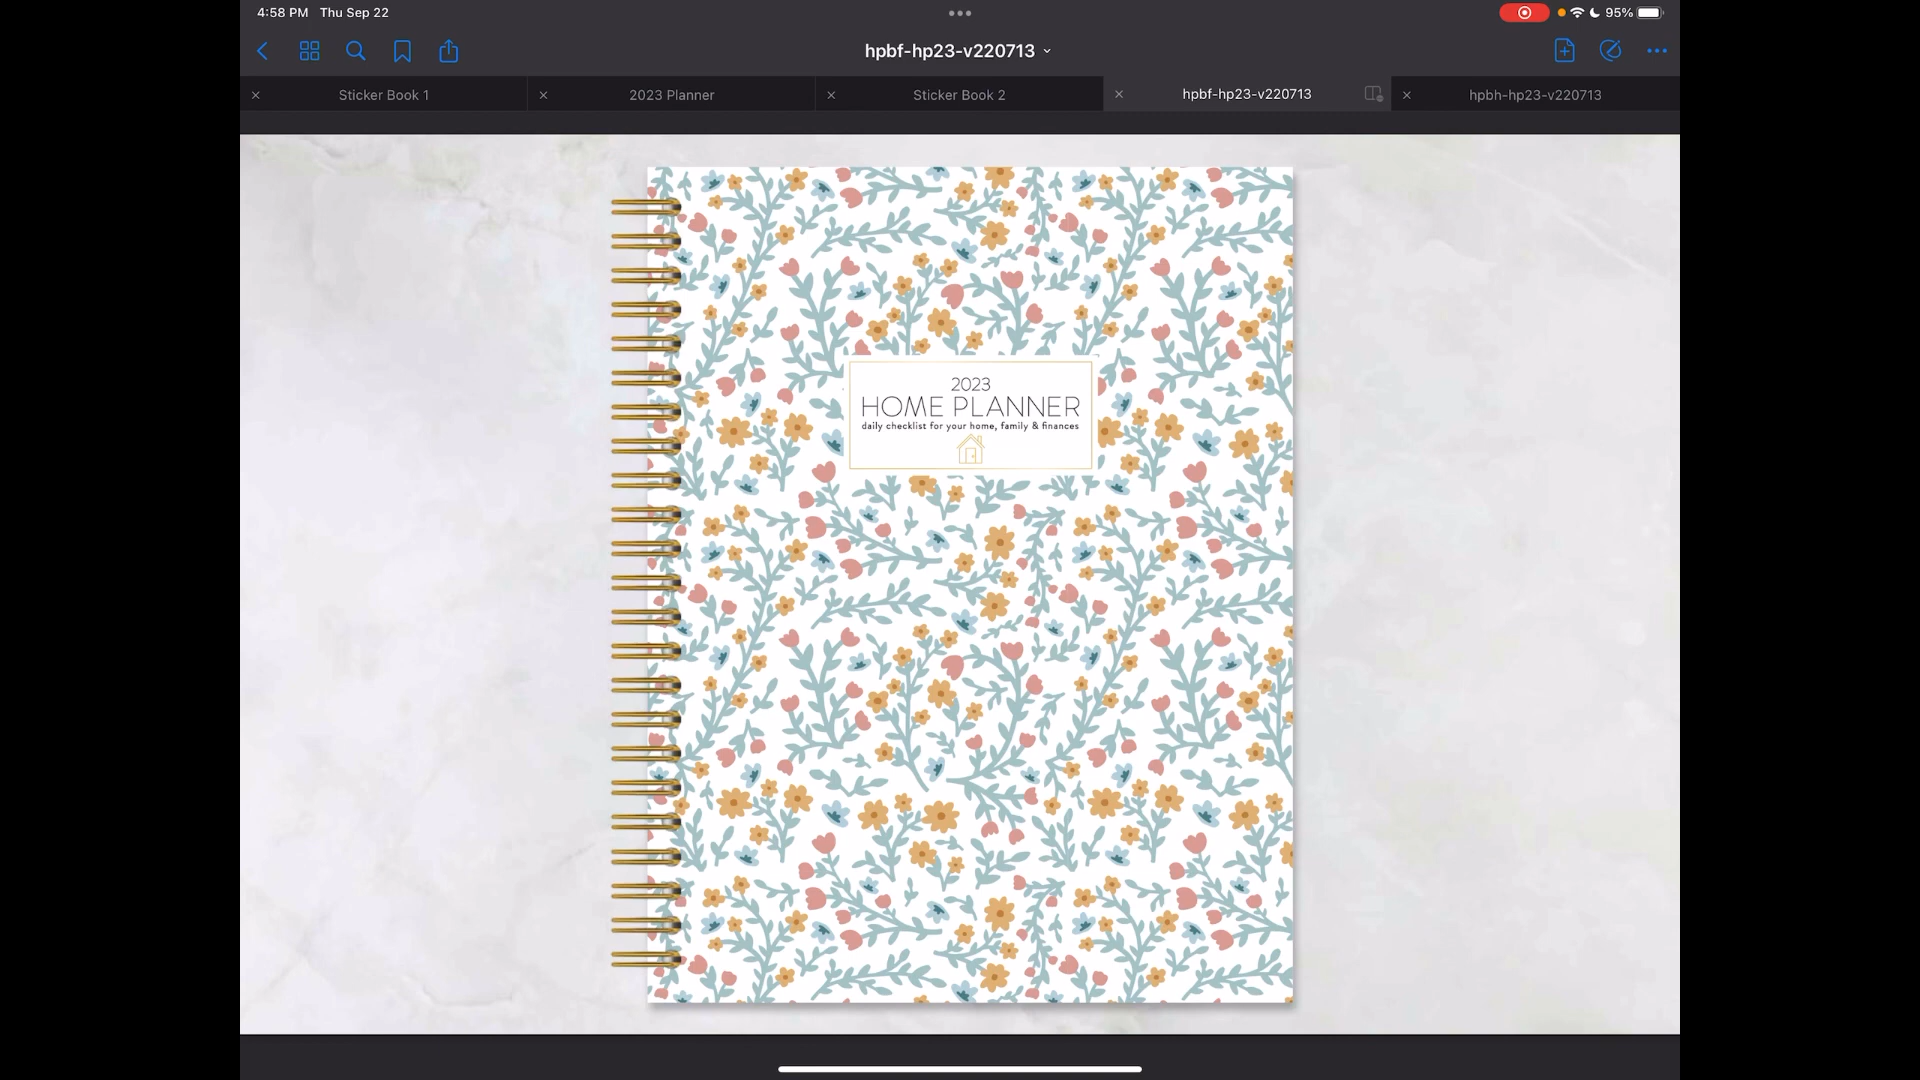 4:58 PM Thu Sep 22
95%
hpbf-hp23-v220713
Sticker Book 1
2023 Planner
Sticker Book 2
hpbf-hp23-v220713
hpbh-hp23-v220713
2023
HOME PLANNER
daily checklist for your home, family & finances